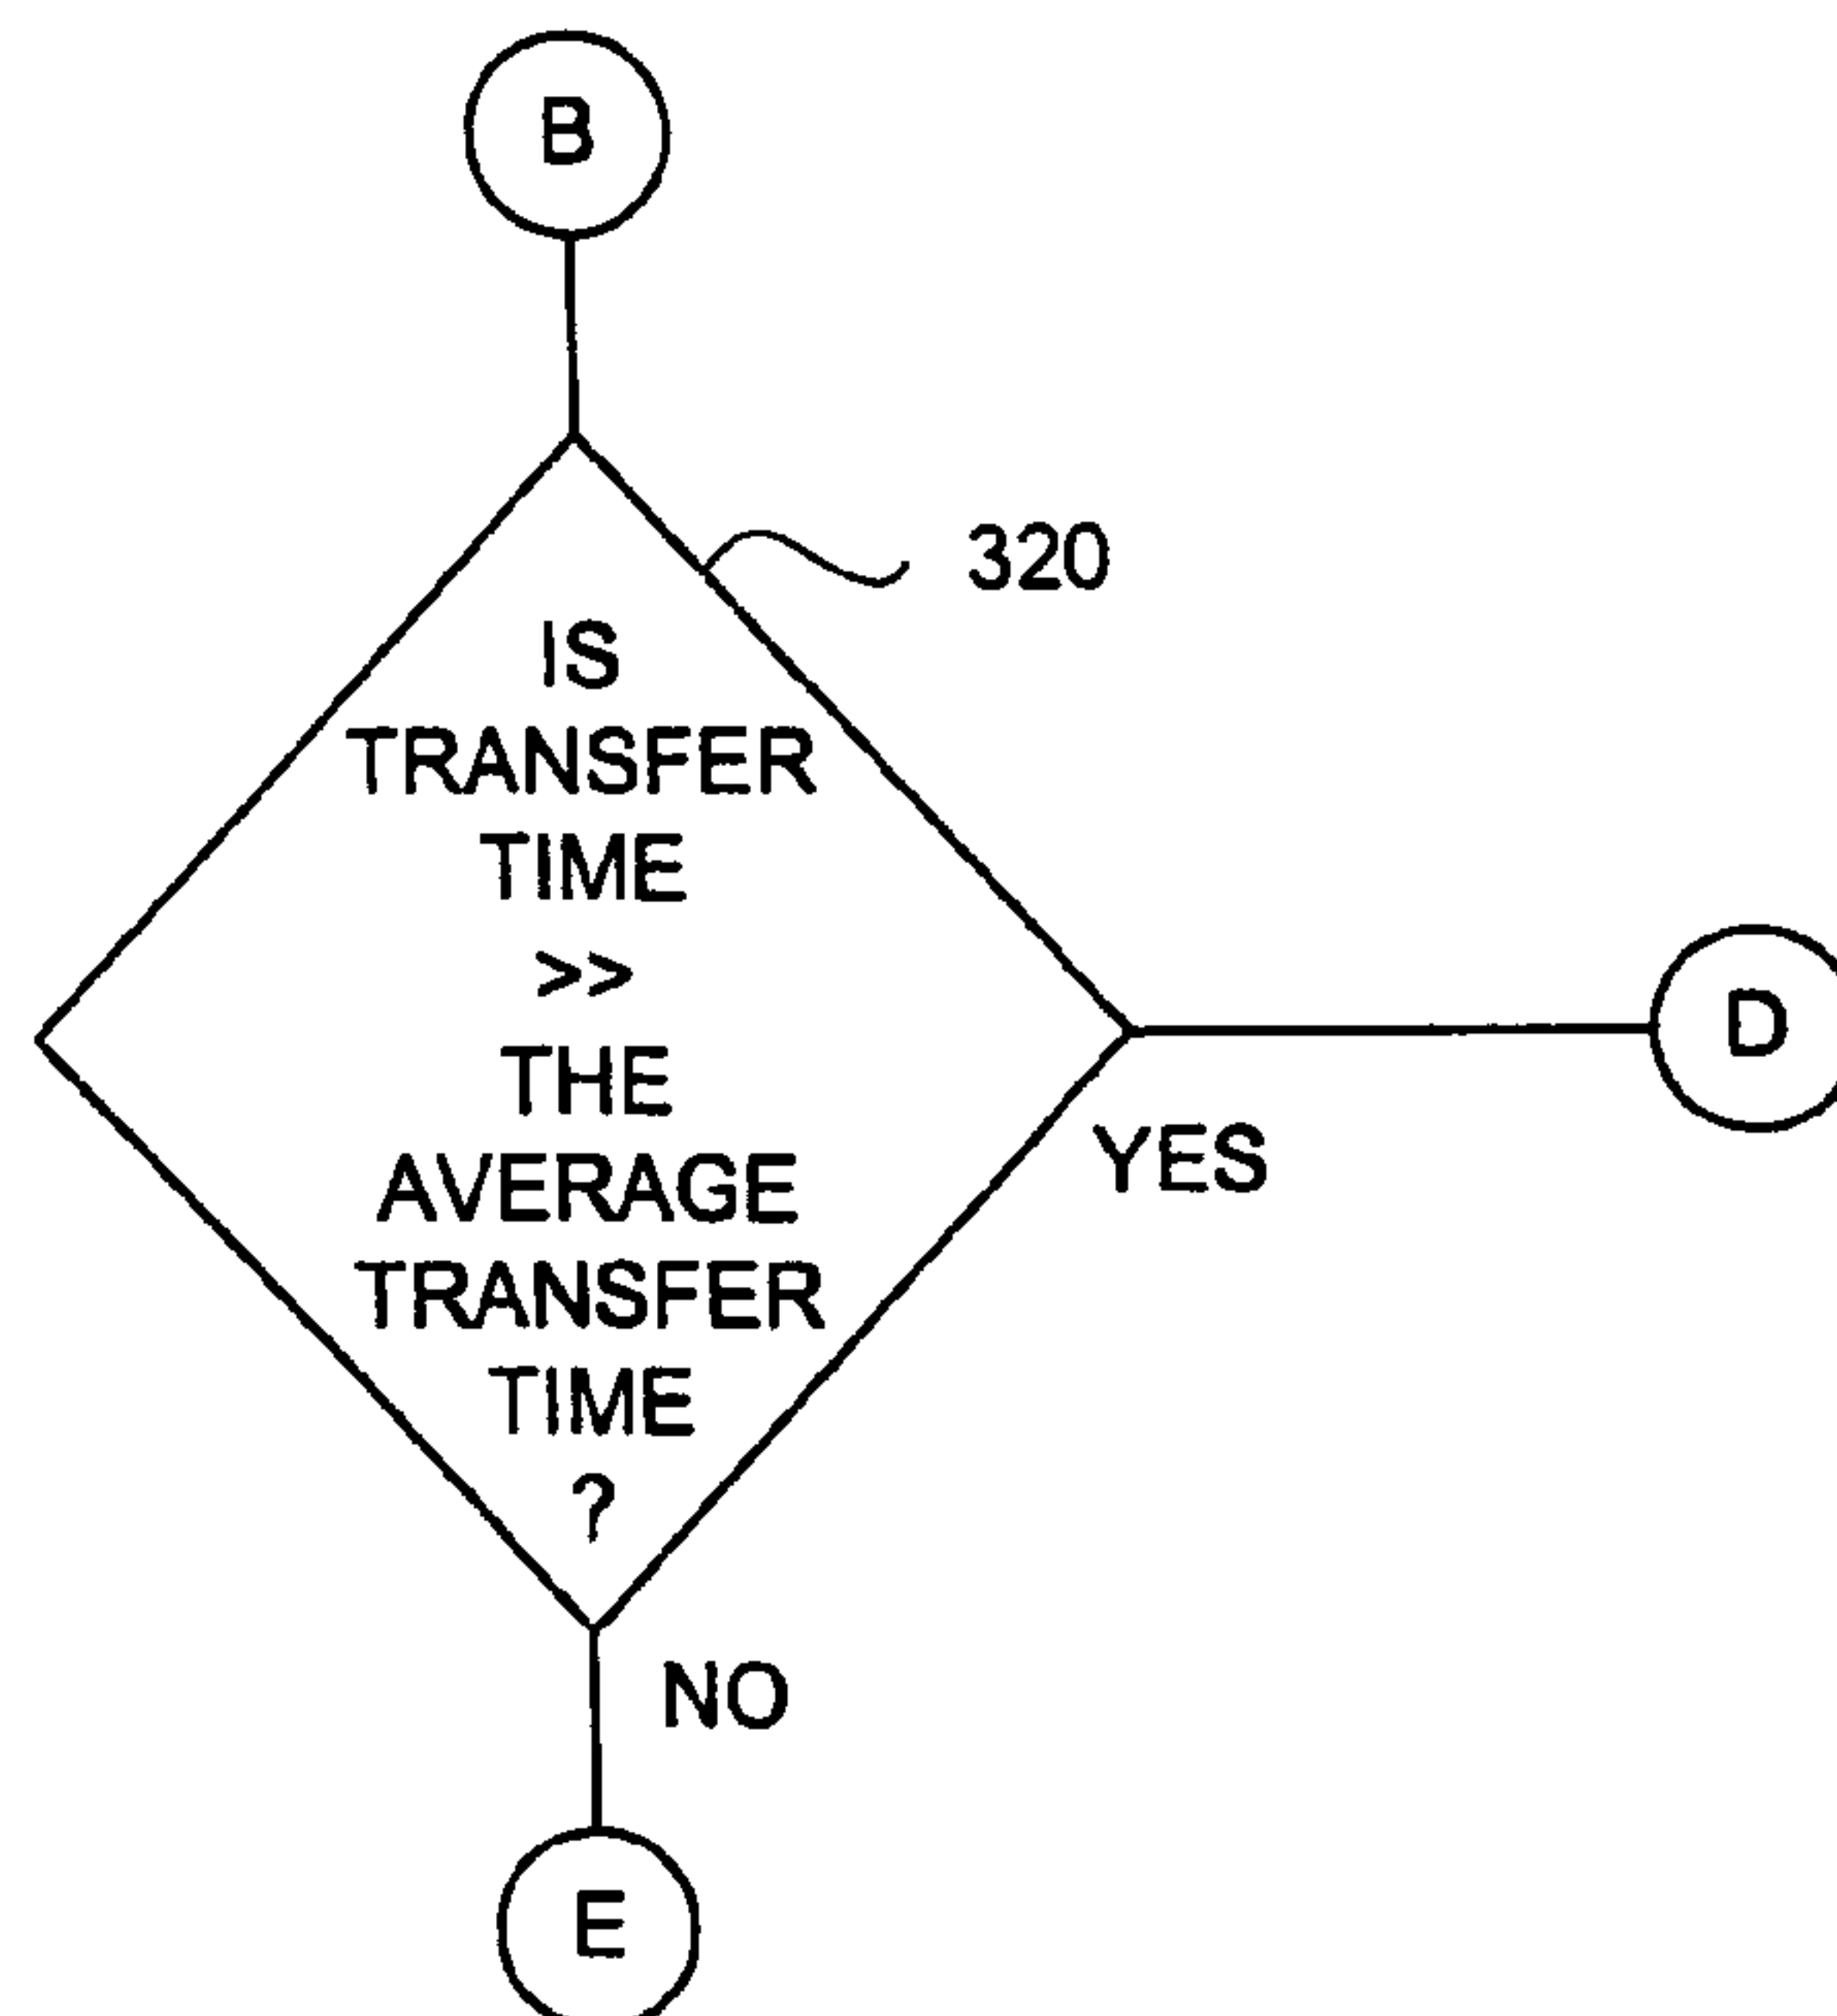 B
320
IS
TRANSFER
TIME
>>
THE
AVERAGE
TRANSFER
TIME
?
D
YES
NO
E